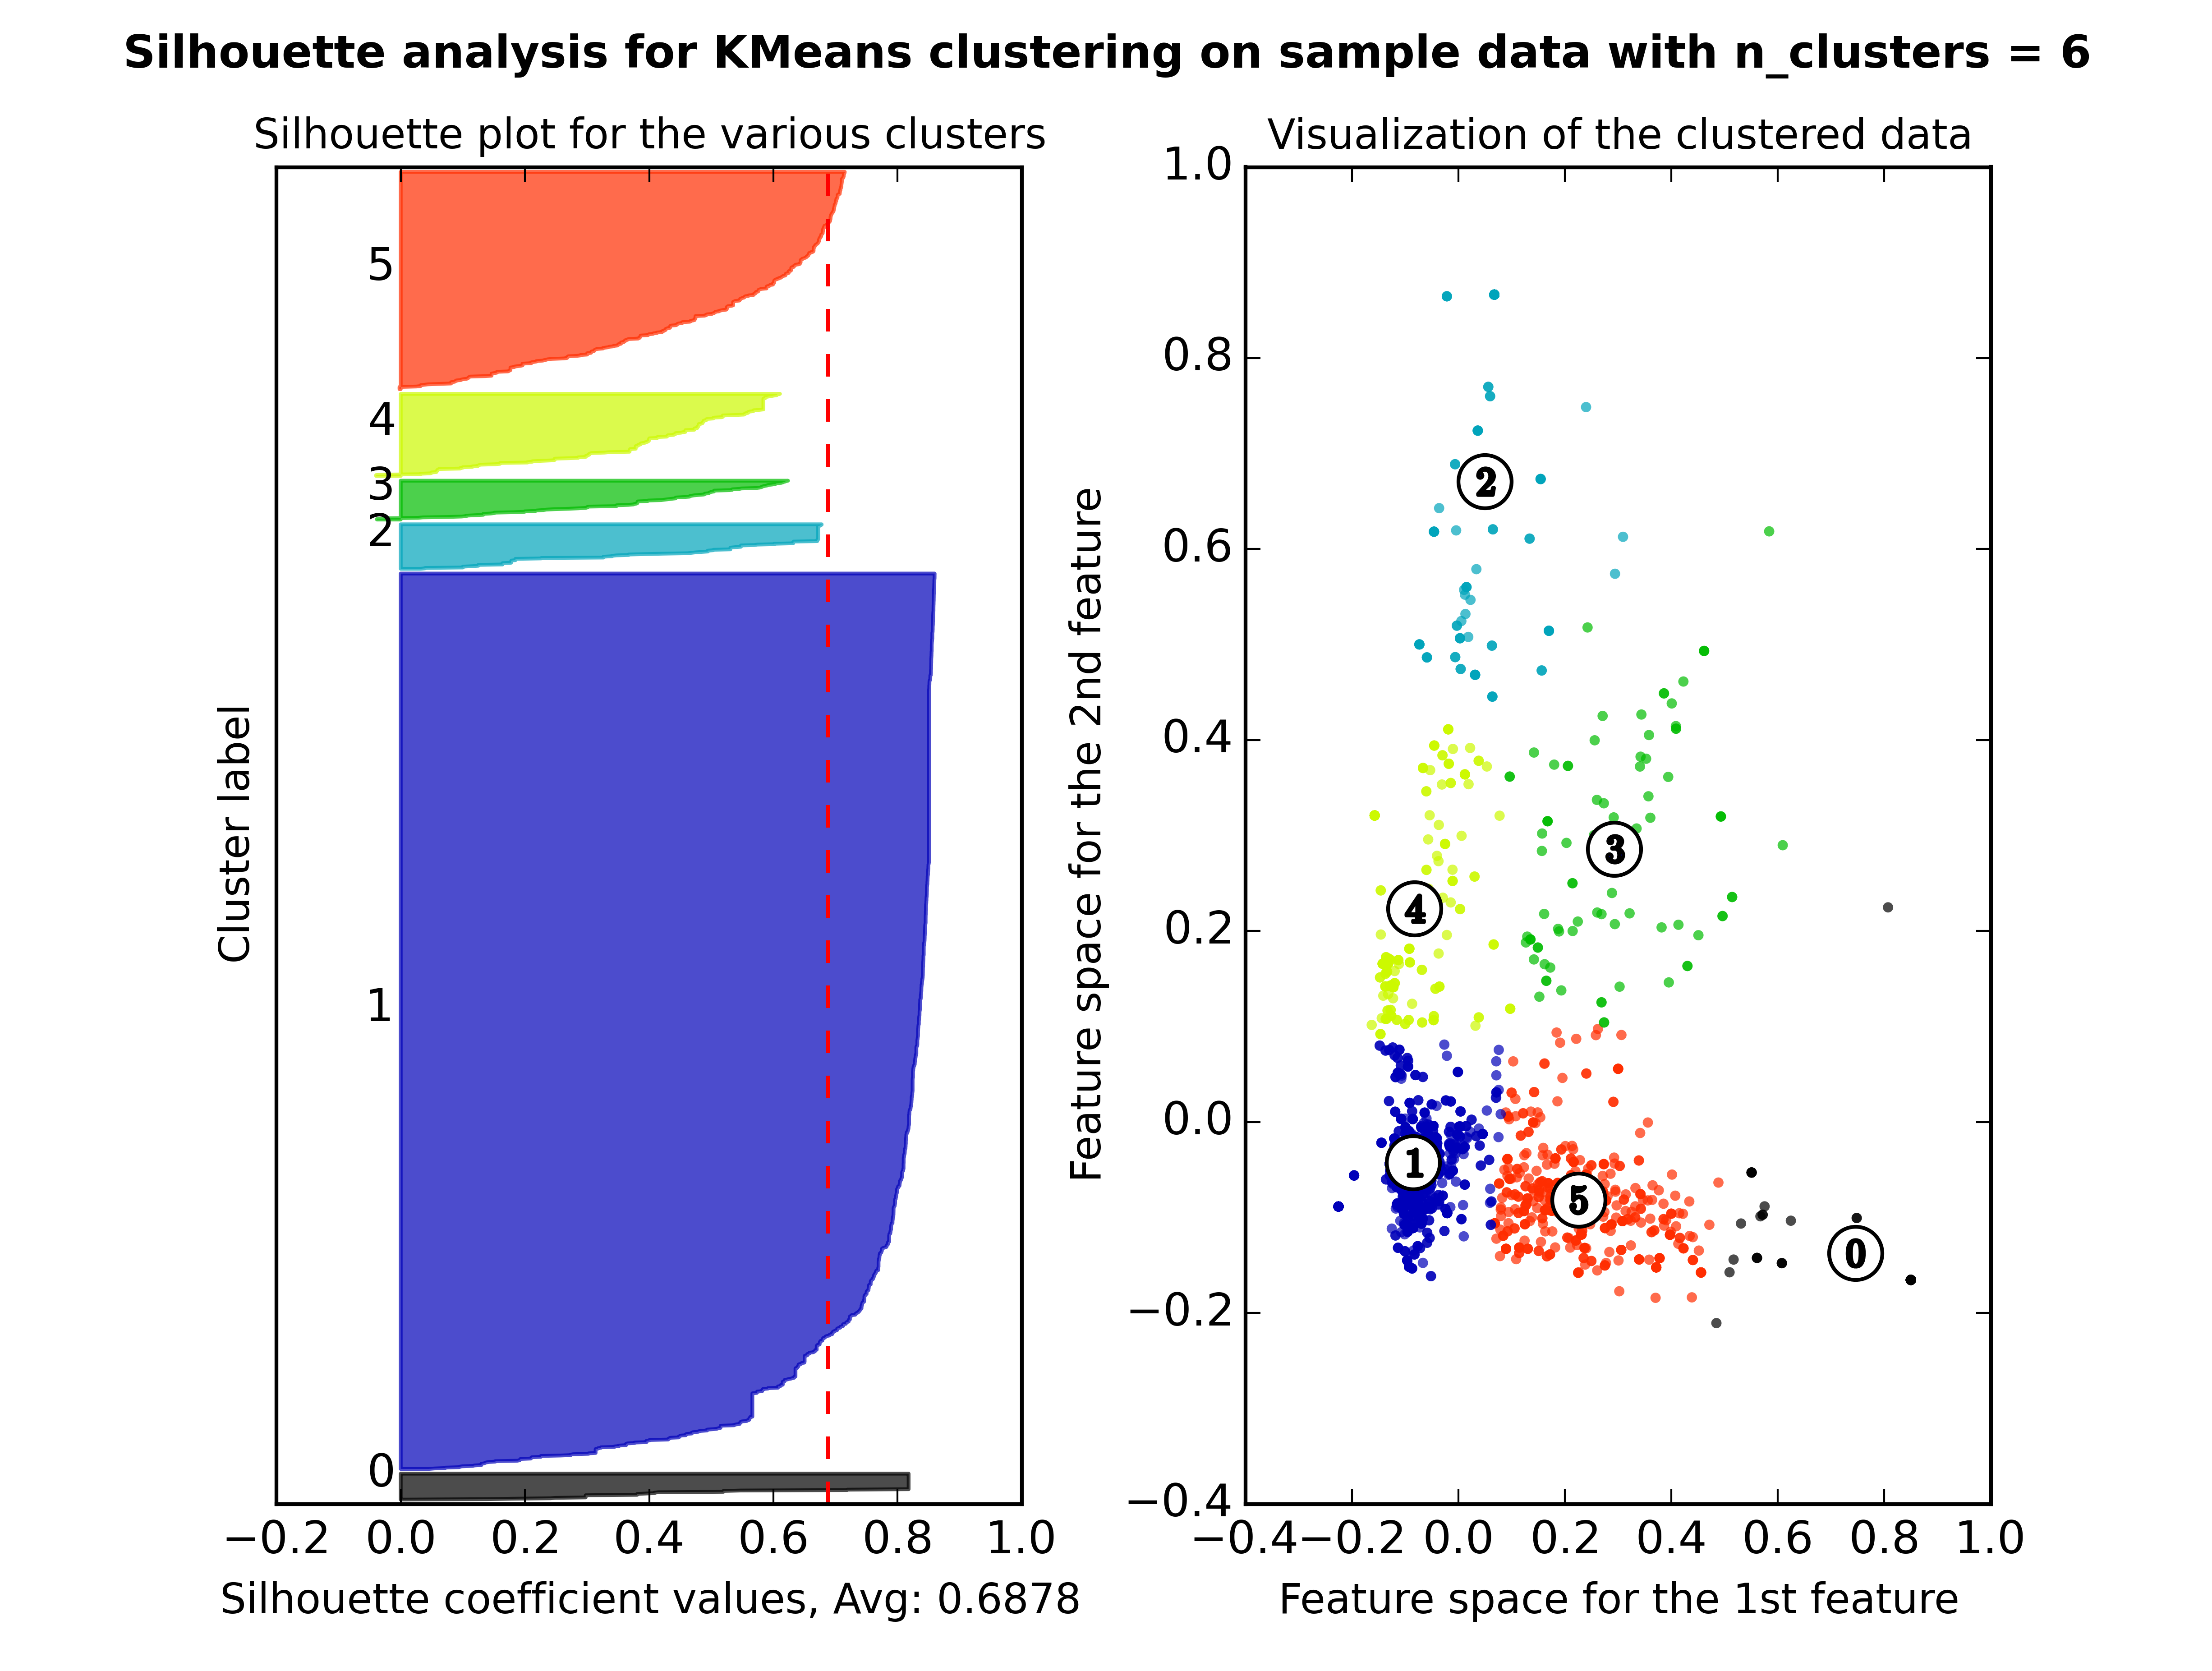 Silhouette analysis for KMeans clustering on sample data with n_clusters = 6
Silhouette plot for the various clusters
5
4
3
2
1
0
Cluster label
−0.2 0.0 0.2 0.4 0.6 0.8 1.0
Silhouette coefficient values, Avg: 0.6878
Visualization of the clustered data
1.0
0.8
0.6
0.4
0.2
0.0
−0.2
−0.4
Feature space for the 2nd feature
2
3
4
1
5
0
−0.4 −0.2 0.0 0.2 0.4 0.6 0.8 1.0
Feature space for the 1st feature